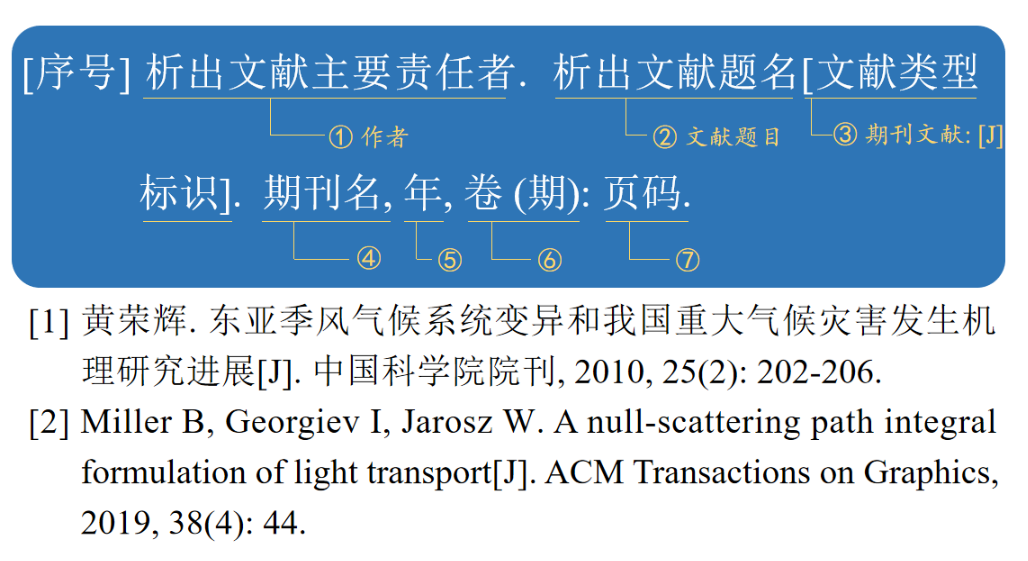 [序号] 析出文献主要责任者. 析出文献题名[文献类型
① 作者 ② 文献题目 ③ 期刊文献: [J]
标识]. 期刊名, 年, 卷 (期): 页码.
④ ⑤ ⑥ ⑦
[1] 黄荣辉. 东亚季风气候系统变异和我国重大气候灾害发生机
理研究进展[J]. 中国科学院院刊, 2010, 25(2): 202-206.
[2] Miller B, Georgiev I, Jarosz W. A null-scattering path integral
formulation of light transport[J]. ACM Transactions on Graphics,
2019, 38(4): 44.